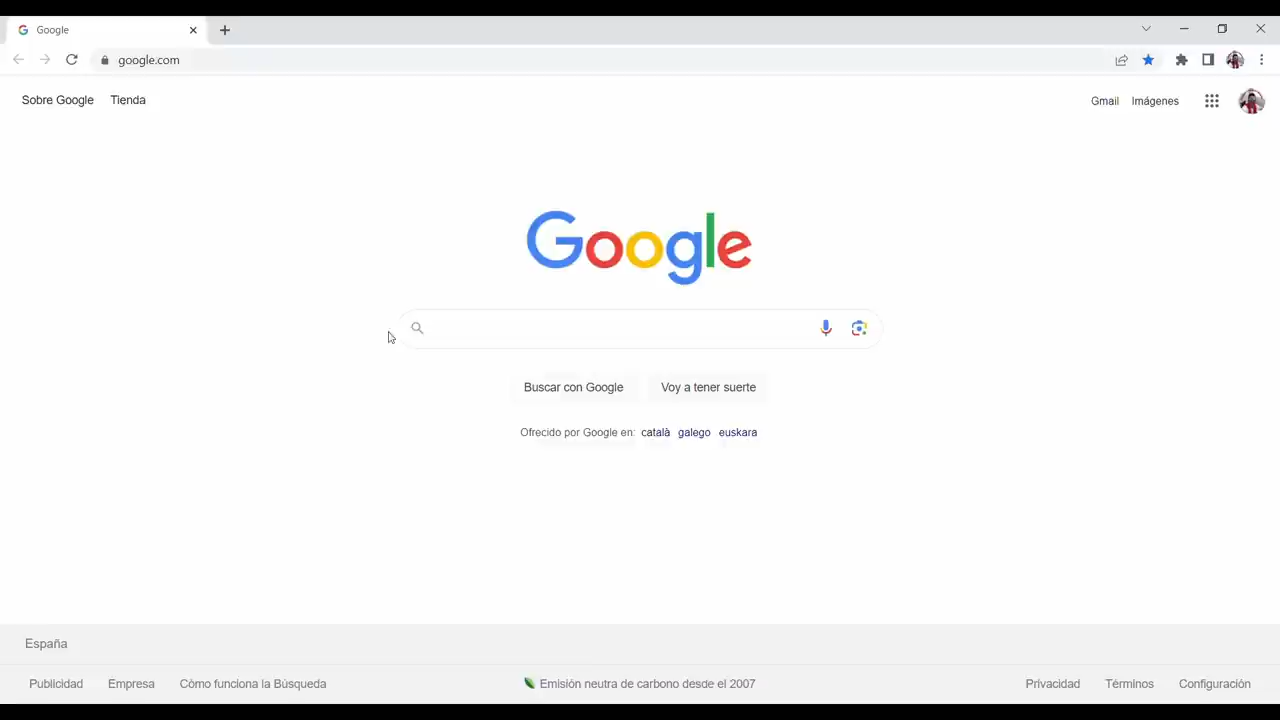 Google
google.com
Sobre Google Tienda
Gmail Imágenes
Google
Buscar con Google Voy a tener suerte
Ofrecido por Google en: català galego euskara
España
Publicidad Empresa Cómo funciona la Búsqueda
Emisión neutra de carbono desde el 2007
Privacidad Términos Configuración